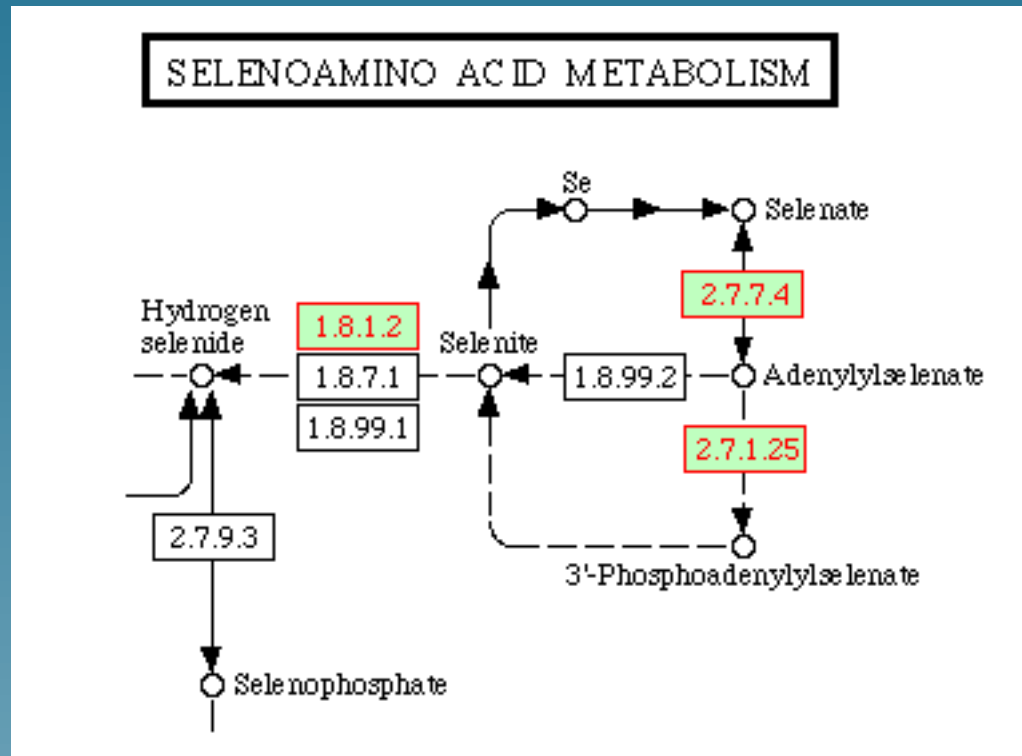 SELENOAMINO ACID METABOLISM
Se
Selenate
2.7.7.4
Hydrogen
selenide
1.8.1.2
1.8.7.1
1.8.99.1
Selenite
1.8.99.2
Adenylylselenate
2.7.1.25
2.7.9.3
3'-Phosphoadenylylselenate
Selenophosphate